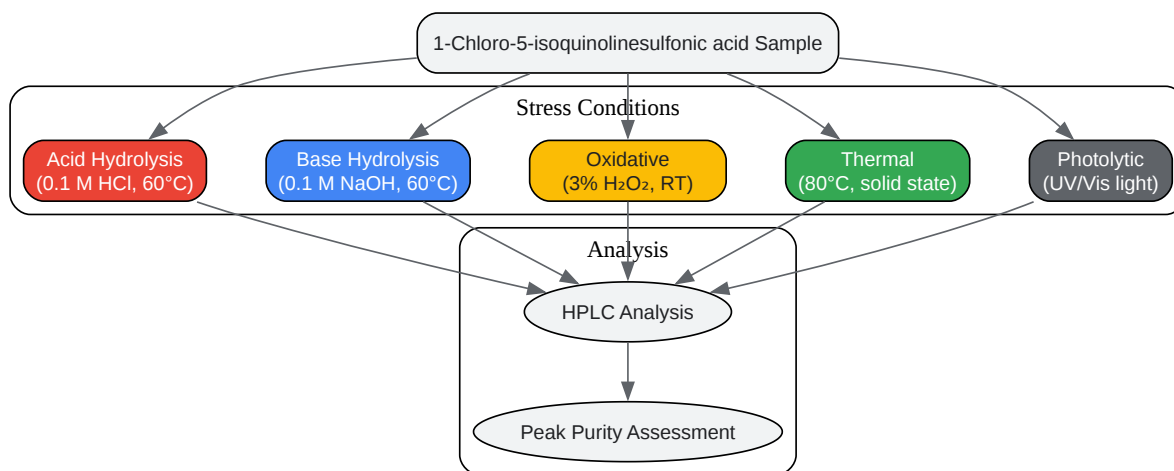 1-Chloro-5-isoquinolinesulfonic acid Sample
Stress Conditions
Acid Hydrolysis
(0.1 M HCl, 60°C)
Base Hydrolysis
(0.1 M NaOH, 60°C)
Oxidative
(3% H₂O₂, RT)
Thermal
(80°C, solid state)
Photolytic
(UV/Vis light)
Analysis
HPLC Analysis
Peak Purity Assessment